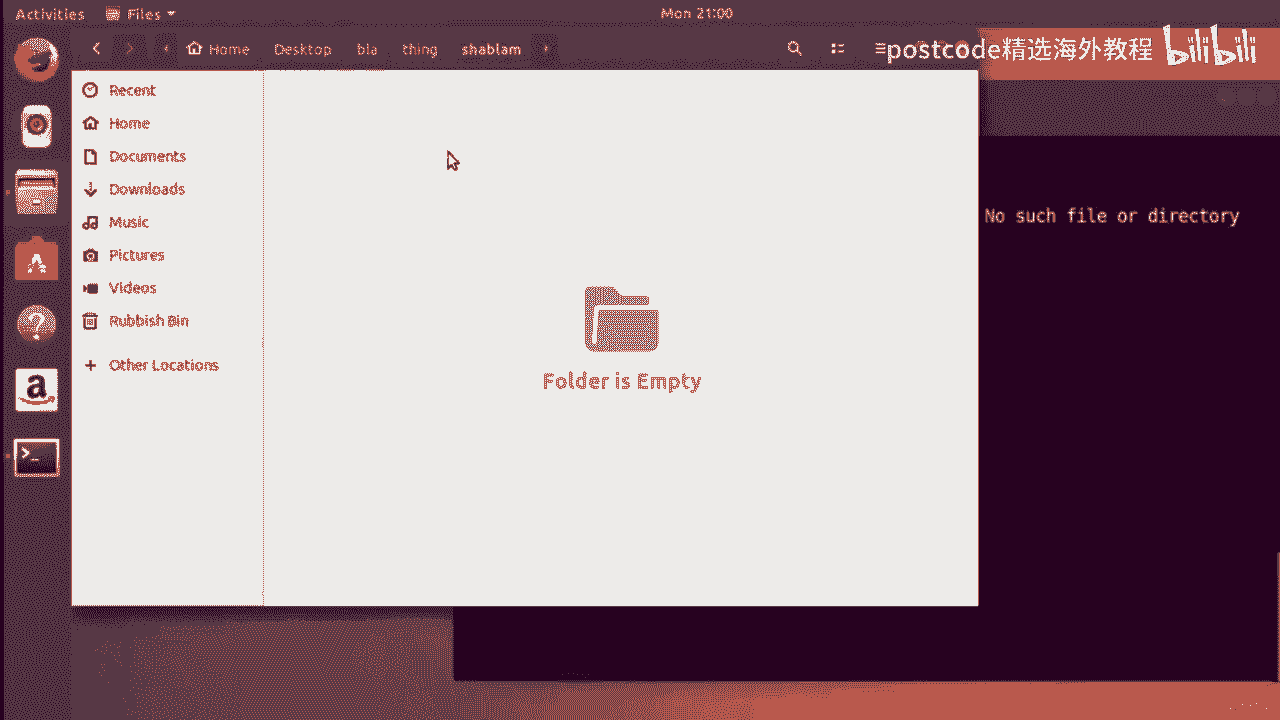 Activities Files Mon 21:00
Home Desktop bla thing shablam
postcode精选海外教程 bilibili
Recent
Home
Documents
Downloads
Music
Pictures
Videos
Rubbish Bin
Other Locations
No such file or directory
Folder is Empty